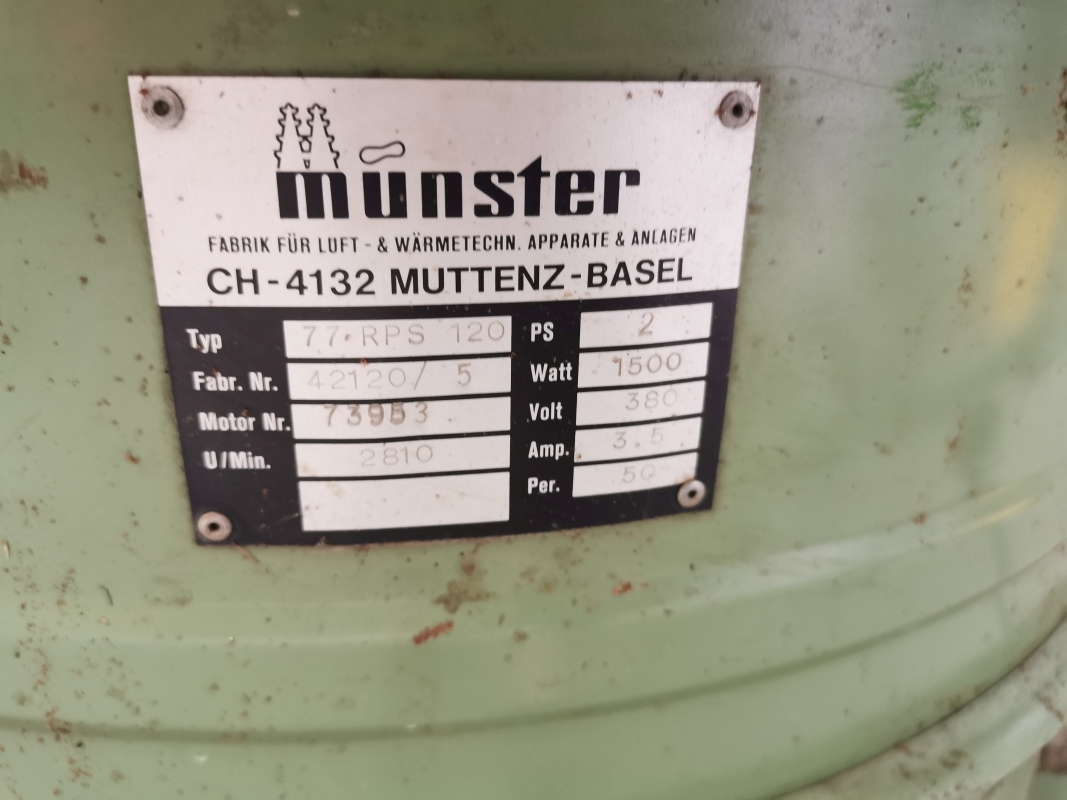 münster
FABRIK FÜR LUFT - & WÄRMETECHN. APPARATE & ANLAGEN
CH-4132 MUTTENZ-BASEL
Typ 77·RPS 120 PS 2
Fabr. Nr. 42120/ 5 Watt 1500
Motor Nr. 73953 Volt 380
U/Min. 2810 Amp. 3.5
Per. 50